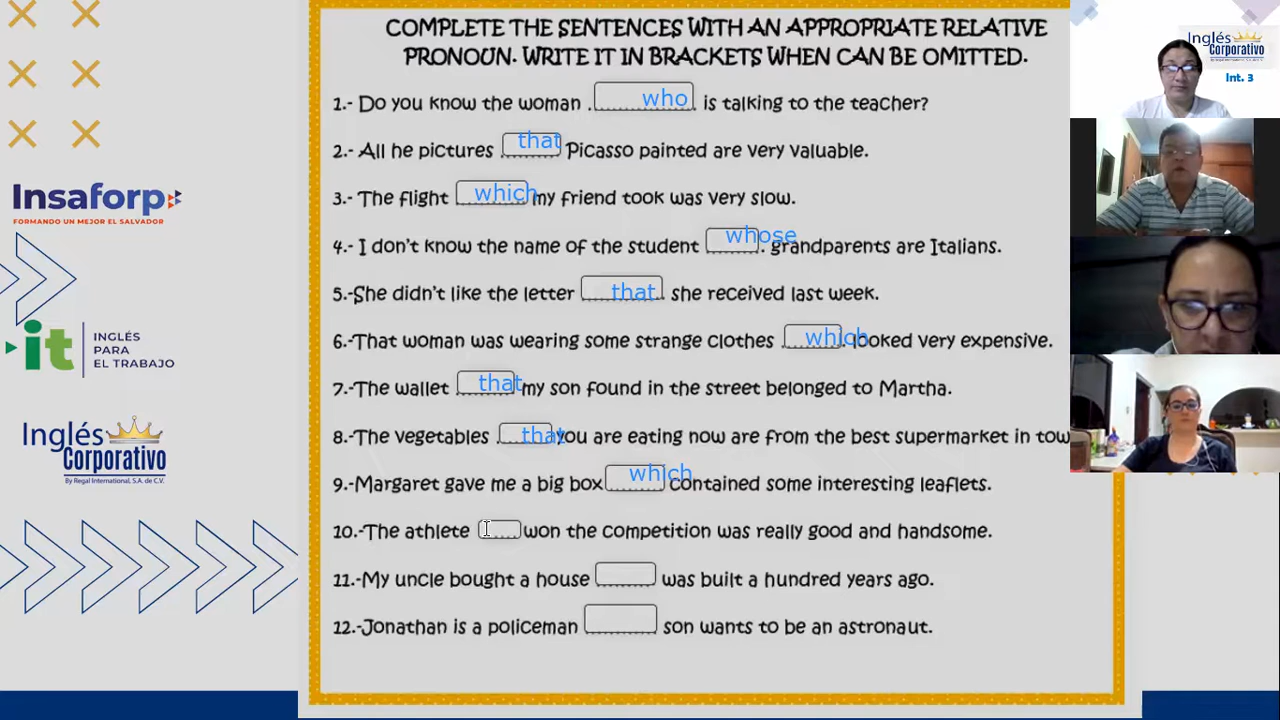 COMPLETE THE SENTENCES WITH AN APPROPRIATE RELATIVE
PRONOUN. WRITE IT IN BRACKETS WHEN CAN BE OMITTED.
1.- Do you know the woman who is talking to the teacher?
2.- All he pictures that Picasso painted are very valuable.
3.- The flight which my friend took was very slow.
4.- I don't know the name of the student whose grandparents are Italians.
5.-She didn't like the letter that she received last week.
6.-That woman was wearing some strange clothes which looked very expensive.
7.-The wallet that my son found in the street belonged to Martha.
8.-The vegetables that you are eating now are from the best supermarket in tow
9.-Margaret gave me a big box which contained some interesting leaflets.
10.-The athlete won the competition was really good and handsome.
11.-My uncle bought a house was built a hundred years ago.
12.-Jonathan is a policeman son wants to be an astronaut.
Insaforp
FORMANDO UN MEJOR EL SALVADOR
it
INGLÉS
PARA
EL TRABAJO
Inglés
Corporativo
By Regal International, S.A. de C.V.
Inglés
Corporativo
Int. 3